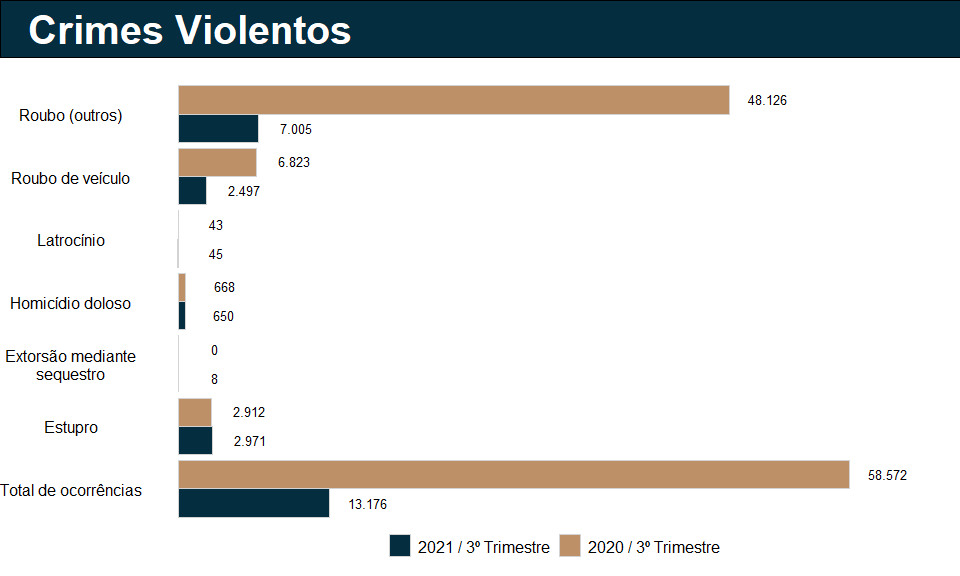 Crimes Violentos
Roubo (outros)
48.126
7.005
Roubo de veículo
6.823
2.497
Latrocínio
43
45
Homicídio doloso
668
650
Extorsão mediante
sequestro
0
8
Estupro
2.912
2.971
Total de ocorrências
58.572
13.176
2021 / 3º Trimestre
2020 / 3º Trimestre